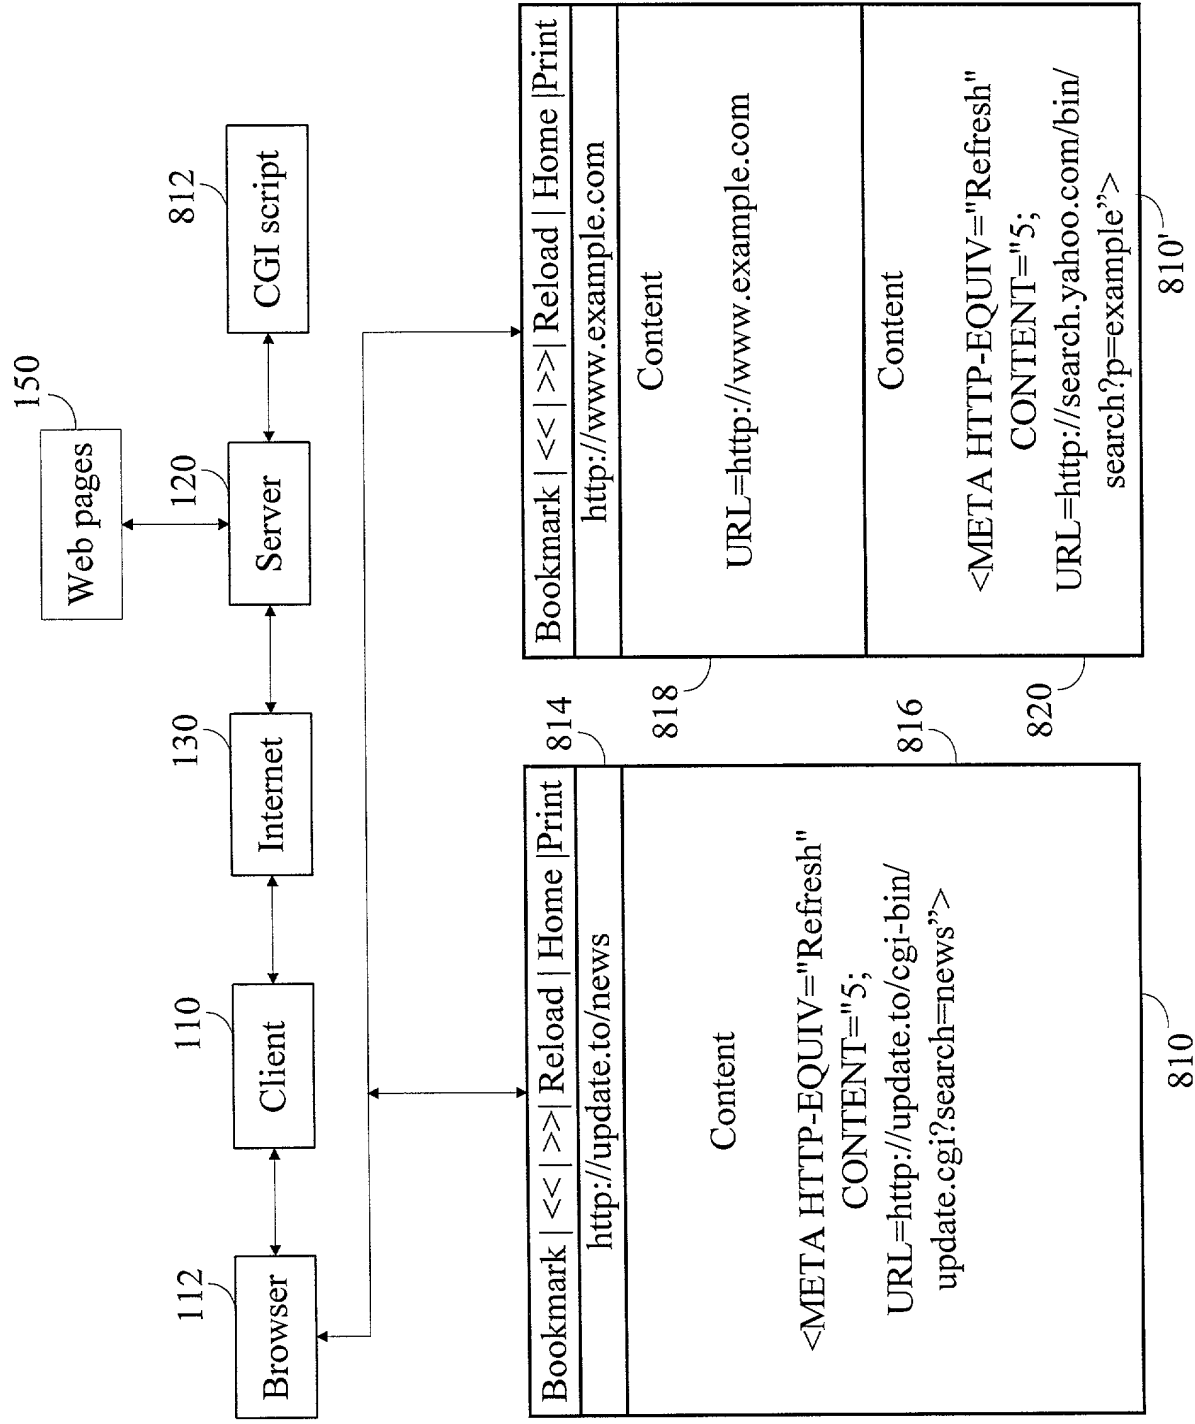 150
Web pages
112
110
130
120
812
Browser
Client
Internet
Server
CGI script
Bookmark | << | >>| Reload | Home |Print
http://update.to/news
814
Content
<META HTTP-EQUIV="Refresh"
CONTENT="5;
URL=http://update.to/cgi-bin/
update.cgi?search=news”>
816
810
Bookmark | << | >>| Reload | Home |Print
http://www.example.com
818
Content
URL=http://www.example.com
820
Content
<META HTTP-EQUIV="Refresh"
CONTENT="5;
URL=http://search.yahoo.com/bin/
search?p=example”>
810'